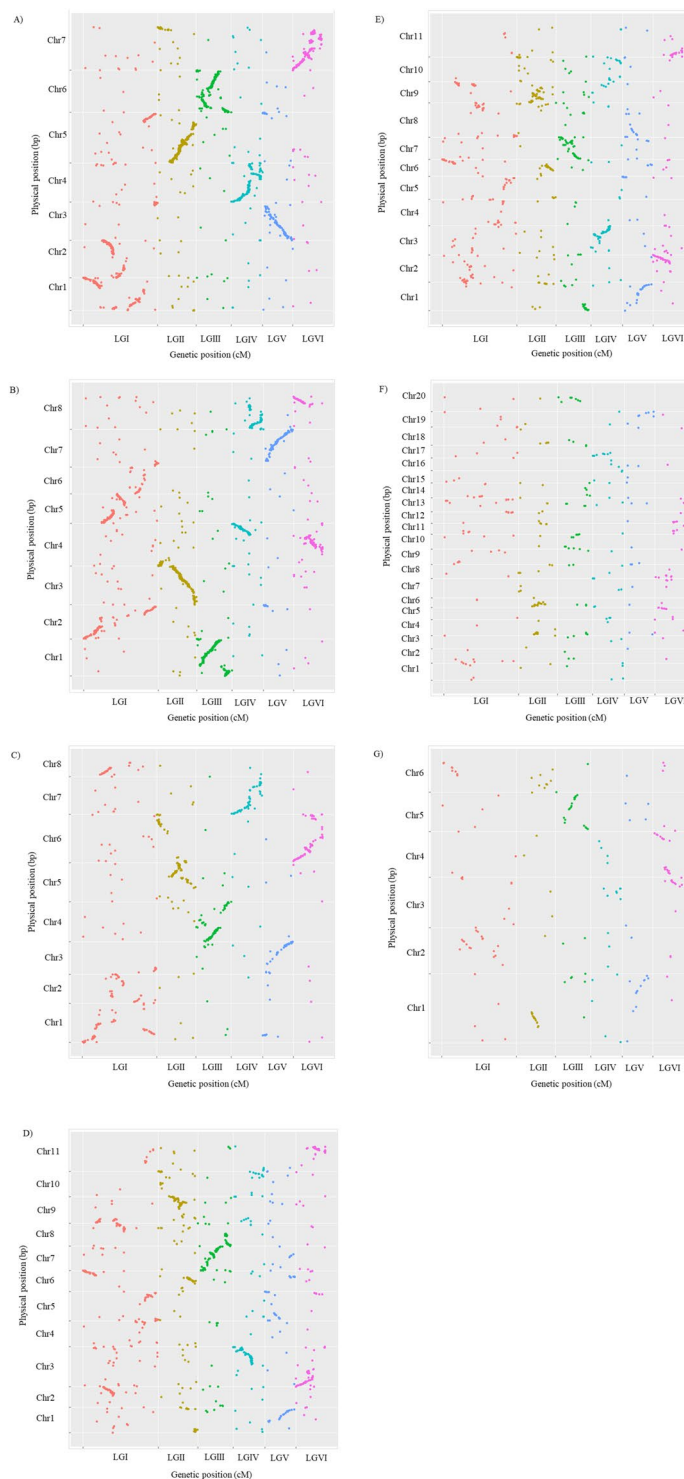 A)
Chr7
Chr6
Chr5
Chr4
Chr3
Chr2
Chr1
Physical position (bp)
LGI LGII LGIII LGIV LGV LGVI
Genetic position (cM)
E)
Chr11
Chr10
Chr9
Chr8
Chr7
Chr6
Chr5
Chr4
Chr3
Chr2
Chr1
Physical position (bp)
LGI LGII LGIII LGIV LGV LGVI
Genetic position (cM)
B)
Chr8
Chr7
Chr6
Chr5
Chr4
Chr3
Chr2
Chr1
Physical position (bp)
LGI LGII LGIII LGIV LGV LGVI
Genetic position (cM)
F)
Chr20
Chr19
Chr18
Chr17
Chr16
Chr15
Chr14
Chr13
Chr12
Chr11
Chr10
Chr9
Chr8
Chr7
Chr6
Chr5
Chr4
Chr3
Chr2
Chr1
Physical position (bp)
LGI LGII LGIII LGIV LGV LGVI
Genetic position (cM)
C)
Chr8
Chr7
Chr6
Chr5
Chr4
Chr3
Chr2
Chr1
Physical position (bp)
LGI LGII LGIII LGIV LGV LGVI
Genetic position (cM)
G)
Chr6
Chr5
Chr4
Chr3
Chr2
Chr1
Physical position (bp)
LGI LGII LGIII LGIV LGV LGVI
Genetic position (cM)
D)
Chr11
Chr10
Chr9
Chr8
Chr7
Chr6
Chr5
Chr4
Chr3
Chr2
Chr1
Physical position (bp)
LGI LGII LGIII LGIV LGV LGVI
Genetic position (cM)